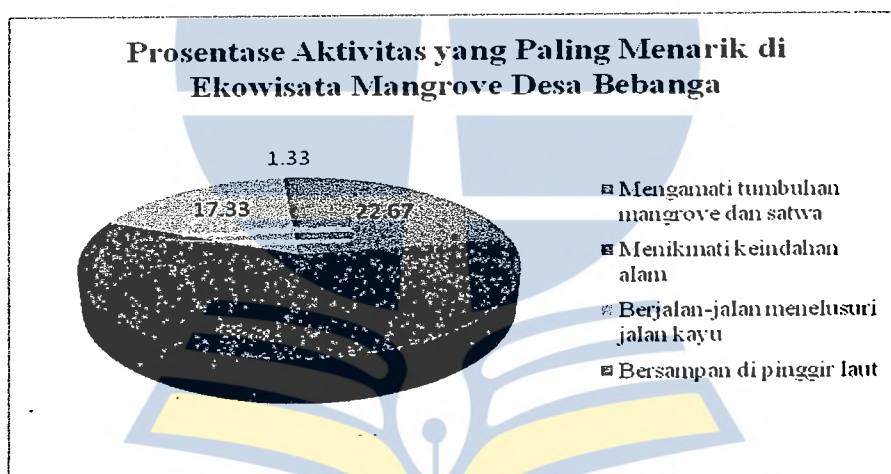 Prosentase Aktivitas yang Paling Menarik di
Ekowisata Mangrove Desa Bebanga
1.33
17.33
22.67
Mengamati tumbuhan
mangrove dan satwa
Menikmati keindahan
alam
Berjalan-jalan menelusuri
jalan kayu
Bersampan di pinggir laut